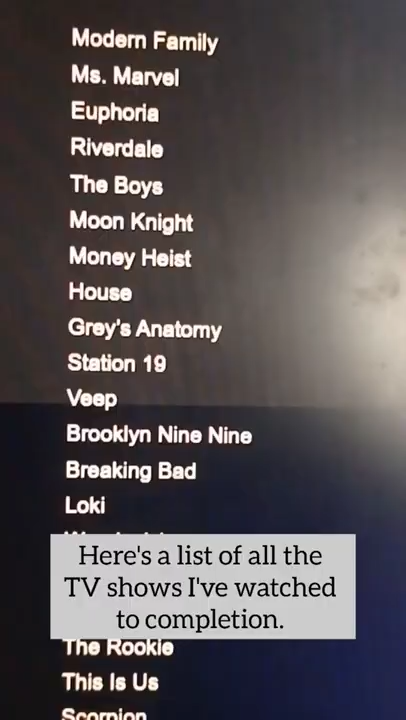 Modern Family
Ms. Marvel
Euphoria
Riverdale
The Boys
Moon Knight
Money Heist
House
Grey's Anatomy
Station 19
Veep
Brooklyn Nine Nine
Breaking Bad
Loki
Here's a list of all the
TV shows I've watched
to completion.
The Rookie
This Is Us
Scorpion